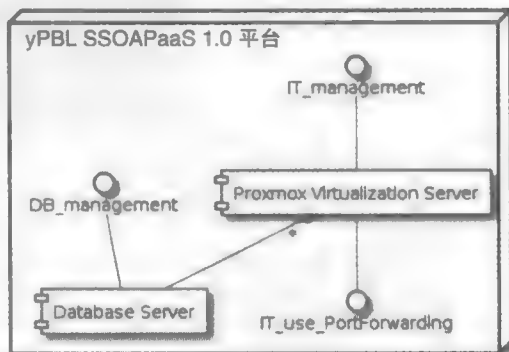 yPBL SSOAPaaS 1.0 平台
IT_management
DB_management
Proxmox Virtualization Server
*
Database Server
IT_use_PortForwarding